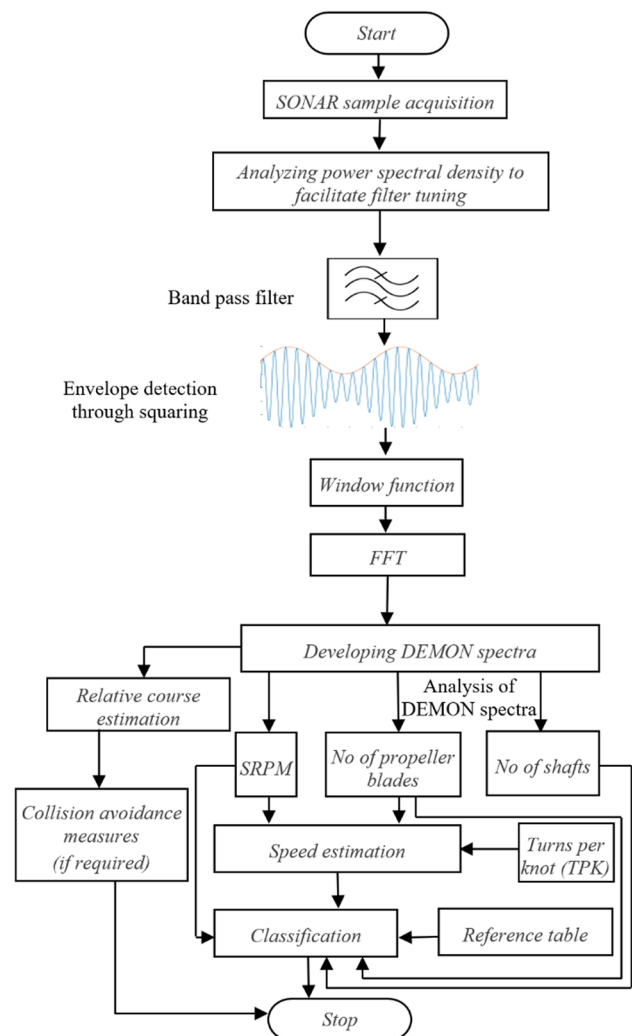 Start
SONAR sample acquisition
Analyzing power spectral density to
facilitate filter tuning
Band pass filter
Envelope detection
through squaring
Window function
FFT
Developing DEMON spectra
Relative course
estimation
Analysis of
DEMON spectra
SRPM
No of propeller
blades
No of shafts
Collision avoidance
measures
(if required)
Speed estimation
Turns per
knot (TPK)
Classification
Reference table
Stop